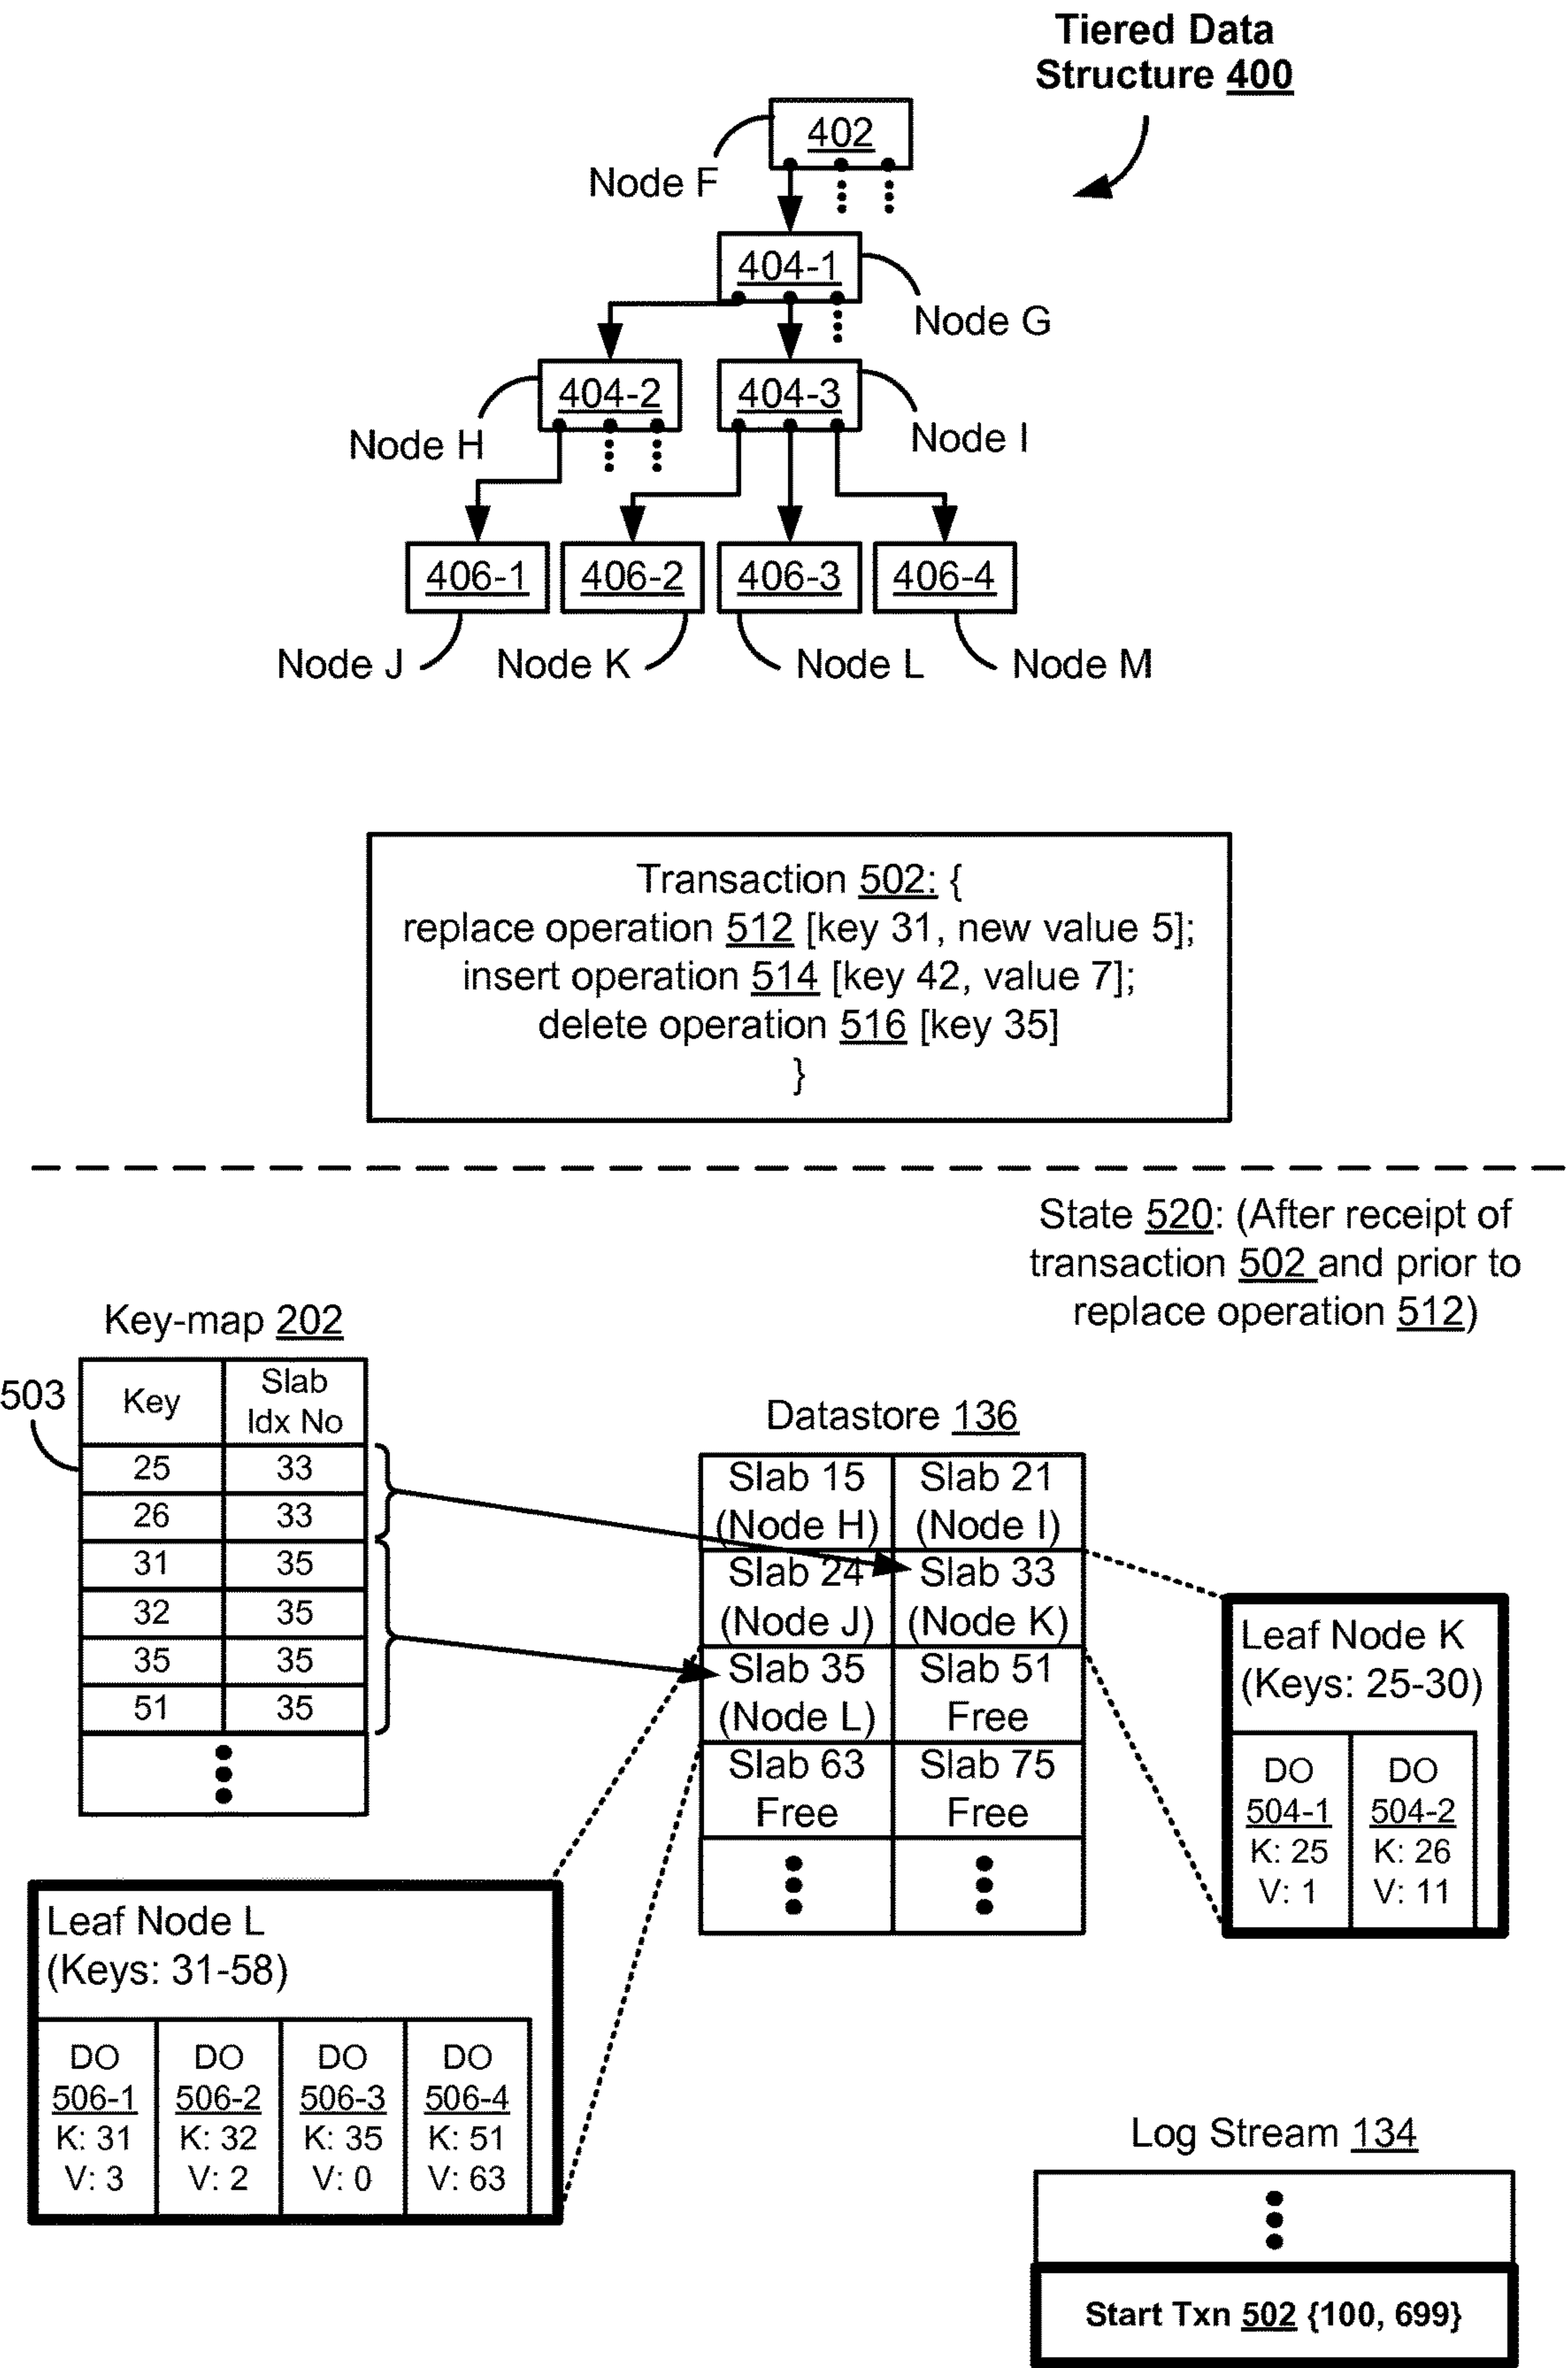 Tiered Data
Structure 400
402
Node F
404-1
Node G
404-2
404-3
Node H
Node I
406-1
406-2
406-3
406-4
Node J
Node K
Node L
Node M
Transaction 502: {
replace operation 512 [key 31, new value 5];
insert operation 514 [key 42, value 7];
delete operation 516 [key 35]
}
State 520: (After receipt of
transaction 502 and prior to
replace operation 512)
Key-map 202
503
Key
Slab
Idx No
25 33
26 33
31 35
32 35
35 35
51 35
Datastore 136
Slab 15
(Node H)
Slab 21
(Node I)
Slab 24
(Node J)
Slab 33
(Node K)
Slab 35
(Node L)
Slab 51
Free
Slab 63
Free
Slab 75
Free
Leaf Node K
(Keys: 25-30)
DO
504-1
K: 25
V: 1
DO
504-2
K: 26
V: 11
Leaf Node L
(Keys: 31-58)
DO
506-1
K: 31
V: 3
DO
506-2
K: 32
V: 2
DO
506-3
K: 35
V: 0
DO
506-4
K: 51
V: 63
Log Stream 134
Start Txn 502 {100, 699}